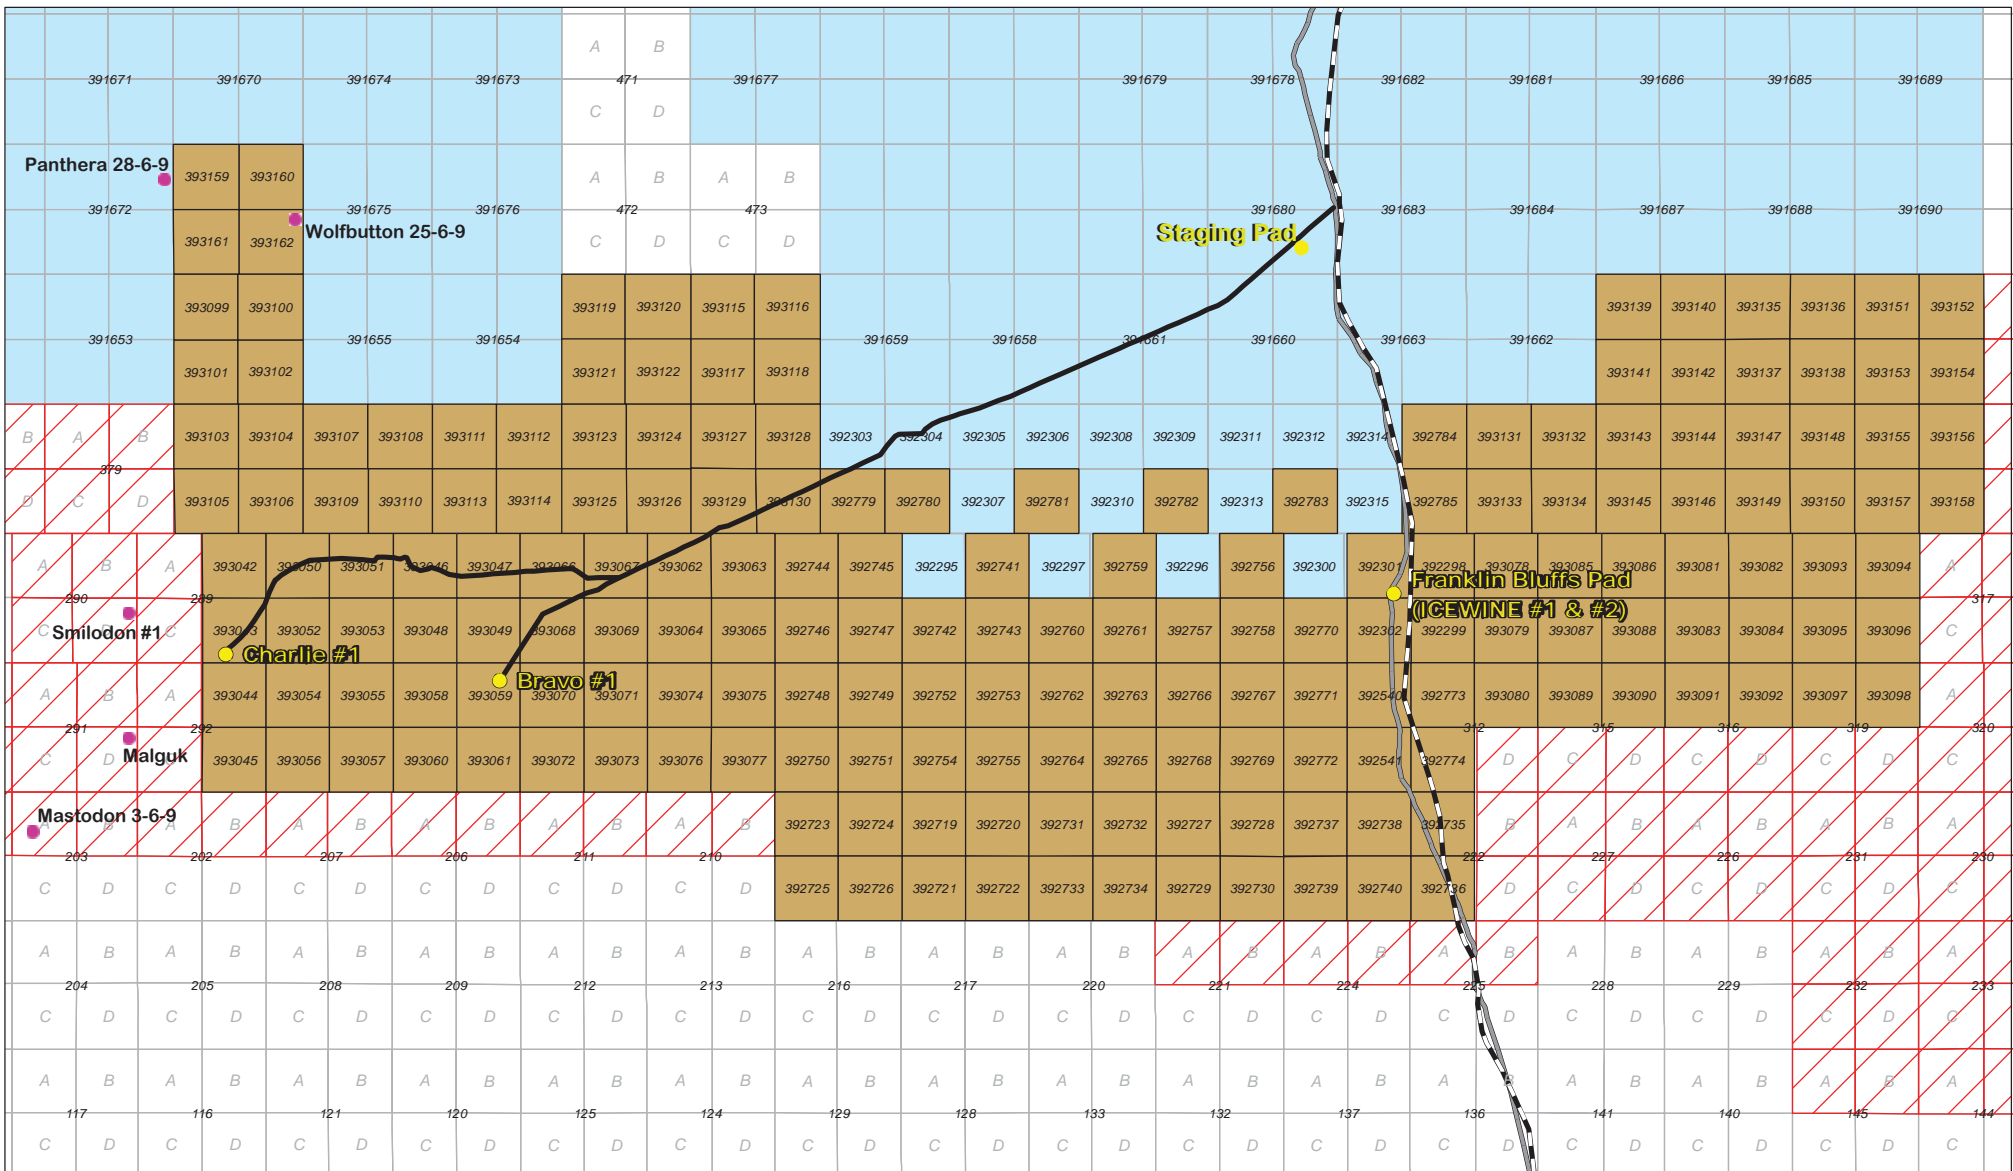 A B
391671 391670 391674 391673 471 391677 391679 391678 391682 391681 391686 391685 391689
C D
Panthera 28-6-9
393159 393160 A B A B
391672 391675 391676 472 473 391680 391683 391684 391687 391688 391690
Wolfbutton 25-6-9
Staging Pad
393161 393162 C D C D
393099 393100 393119 393120 393115 393116 393139 393140 393135 393136 393151 393152
391653 391655 391654 391659 391658 391661 391660 391663 391662
393101 393102 393121 393122 393117 393118 393141 393142 393137 393138 393153 393154
B A B 393103 393104 393107 393108 393111 393112 393123 393124 393127 393128 392303 392304 392305 392306 392308 392309 392311 392312 392314 392784 393131 393132 393143 393144 393147 393148 393155 393156
379
D C D 393105 393106 393109 393110 393113 393114 393125 393126 393129 393130 392779 392780 392307 392781 392310 392782 392313 392783 392315 392785 393133 393134 393145 393146 393149 393150 393157 393158
A B A 393042 393050 393051 393046 393047 393066 393067 393062 393063 392744 392745 392295 392741 392297 392759 392296 392756 392300 392301 392298 393078 393085 393086 393081 393082 393093 393094 A
Franklin Bluffs Pad
(ICEWINE #1 & #2)
290 289 317
Smilodon #1
C D C 393043 393052 393053 393048 393049 393068 393069 393064 393065 392746 392747 392742 392743 392760 392761 392757 392758 392770 392302 392299 393079 393087 393088 393083 393084 393095 393096 C
Charlie #1
Bravo #1
A B A 393044 393054 393055 393058 393059 393070 393071 393074 393075 392748 392749 392752 392753 392762 392763 392766 392767 392771 392540 392773 393080 393089 393090 393091 393092 393097 393098 A
291 292 312 315 316 319 320
Malguk
C D 393045 393056 393057 393060 393061 393072 393073 393076 393077 392750 392751 392754 392755 392764 392765 392768 392769 392772 392541 392774 D C D C D C D C
Mastodon 3-6-9
A B A B A B A B A B A B 392723 392724 392719 392720 392731 392732 392727 392728 392737 392738 392735 B A B A B A B A
203 202 207 206 211 210 222 227 226 231 230
C D C D C D C D C D C D 392725 392726 392721 392722 392733 392734 392729 392730 392739 392740 392736 D C D C D C D C
A B A B A B A B A B A B A B A B A B A B A B A B A B A B A B A
204 205 208 209 212 213 216 217 220 221 224 225 228 229 232 233
C D C D C D C D C D C D C D C D C D C D C D C D C D C D C D C
A B A B A B A B A B A B A B A B A B A B A B A B A B A B A B A
117 116 121 120 125 124 129 128 133 132 137 136 141 140 145 144
C D C D C D C D C D C D C D C D C D C D C D C D C D C D C D C